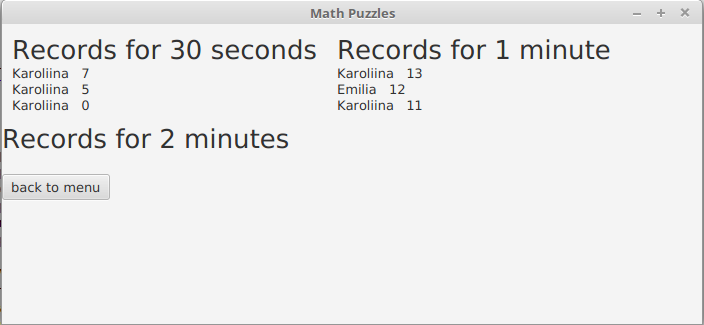 Math Puzzles
Records for 30 seconds
Karoliina 7
Karoliina 5
Karoliina 0
Records for 1 minute
Karoliina 13
Emilia 12
Karoliina 11
Records for 2 minutes
back to menu